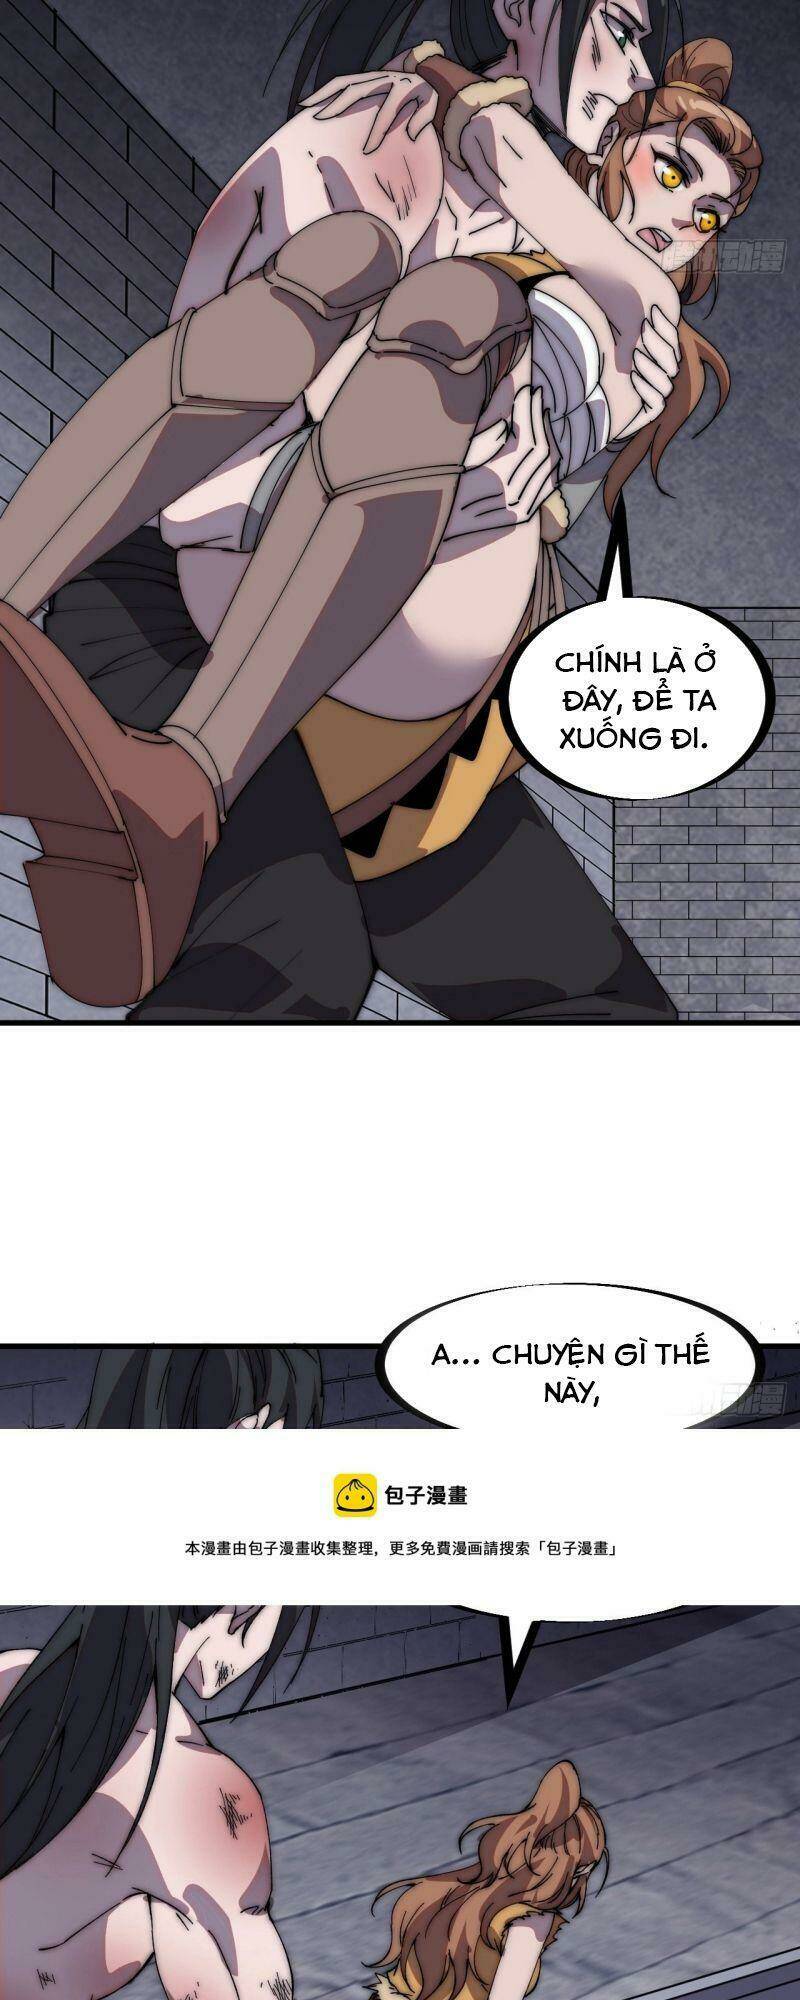 CHÍNH LÀ Ở
ĐÂY, ĐỂ TA
XUỐNG ĐI.
A... CHUYỆN GÌ THẾ
NÀY,
包子漫畫
本漫畫由包子漫畫收集整理，更多免費漫画請搜索「包子漫畫」